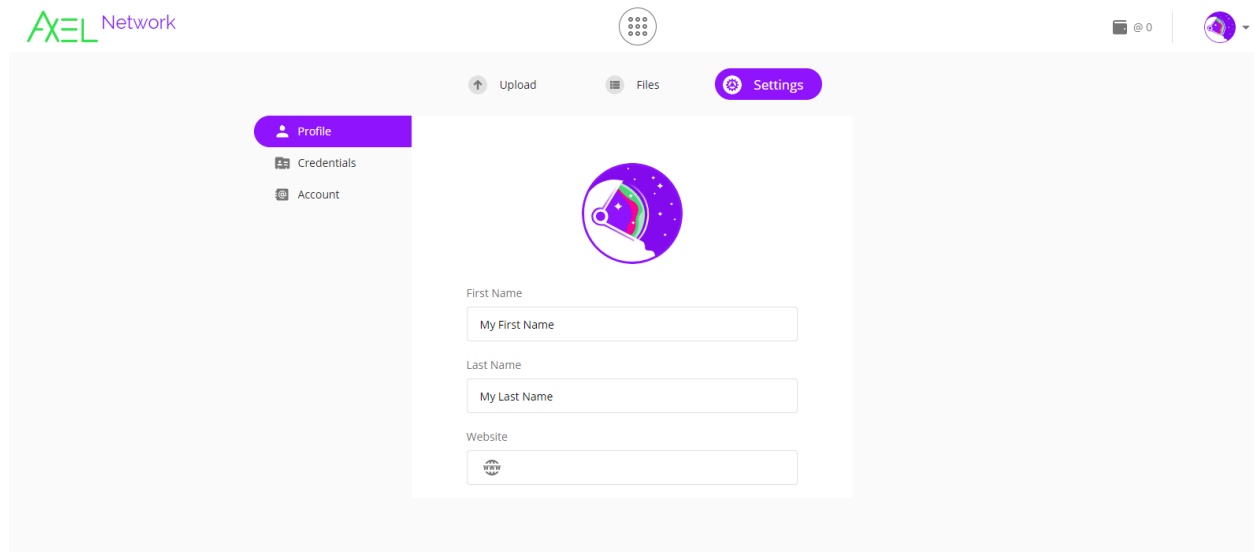 AXEL Network
@ 0
Upload
Files
Settings
Profile
Credentials
Account
First Name
My First Name
Last Name
My Last Name
Website
www